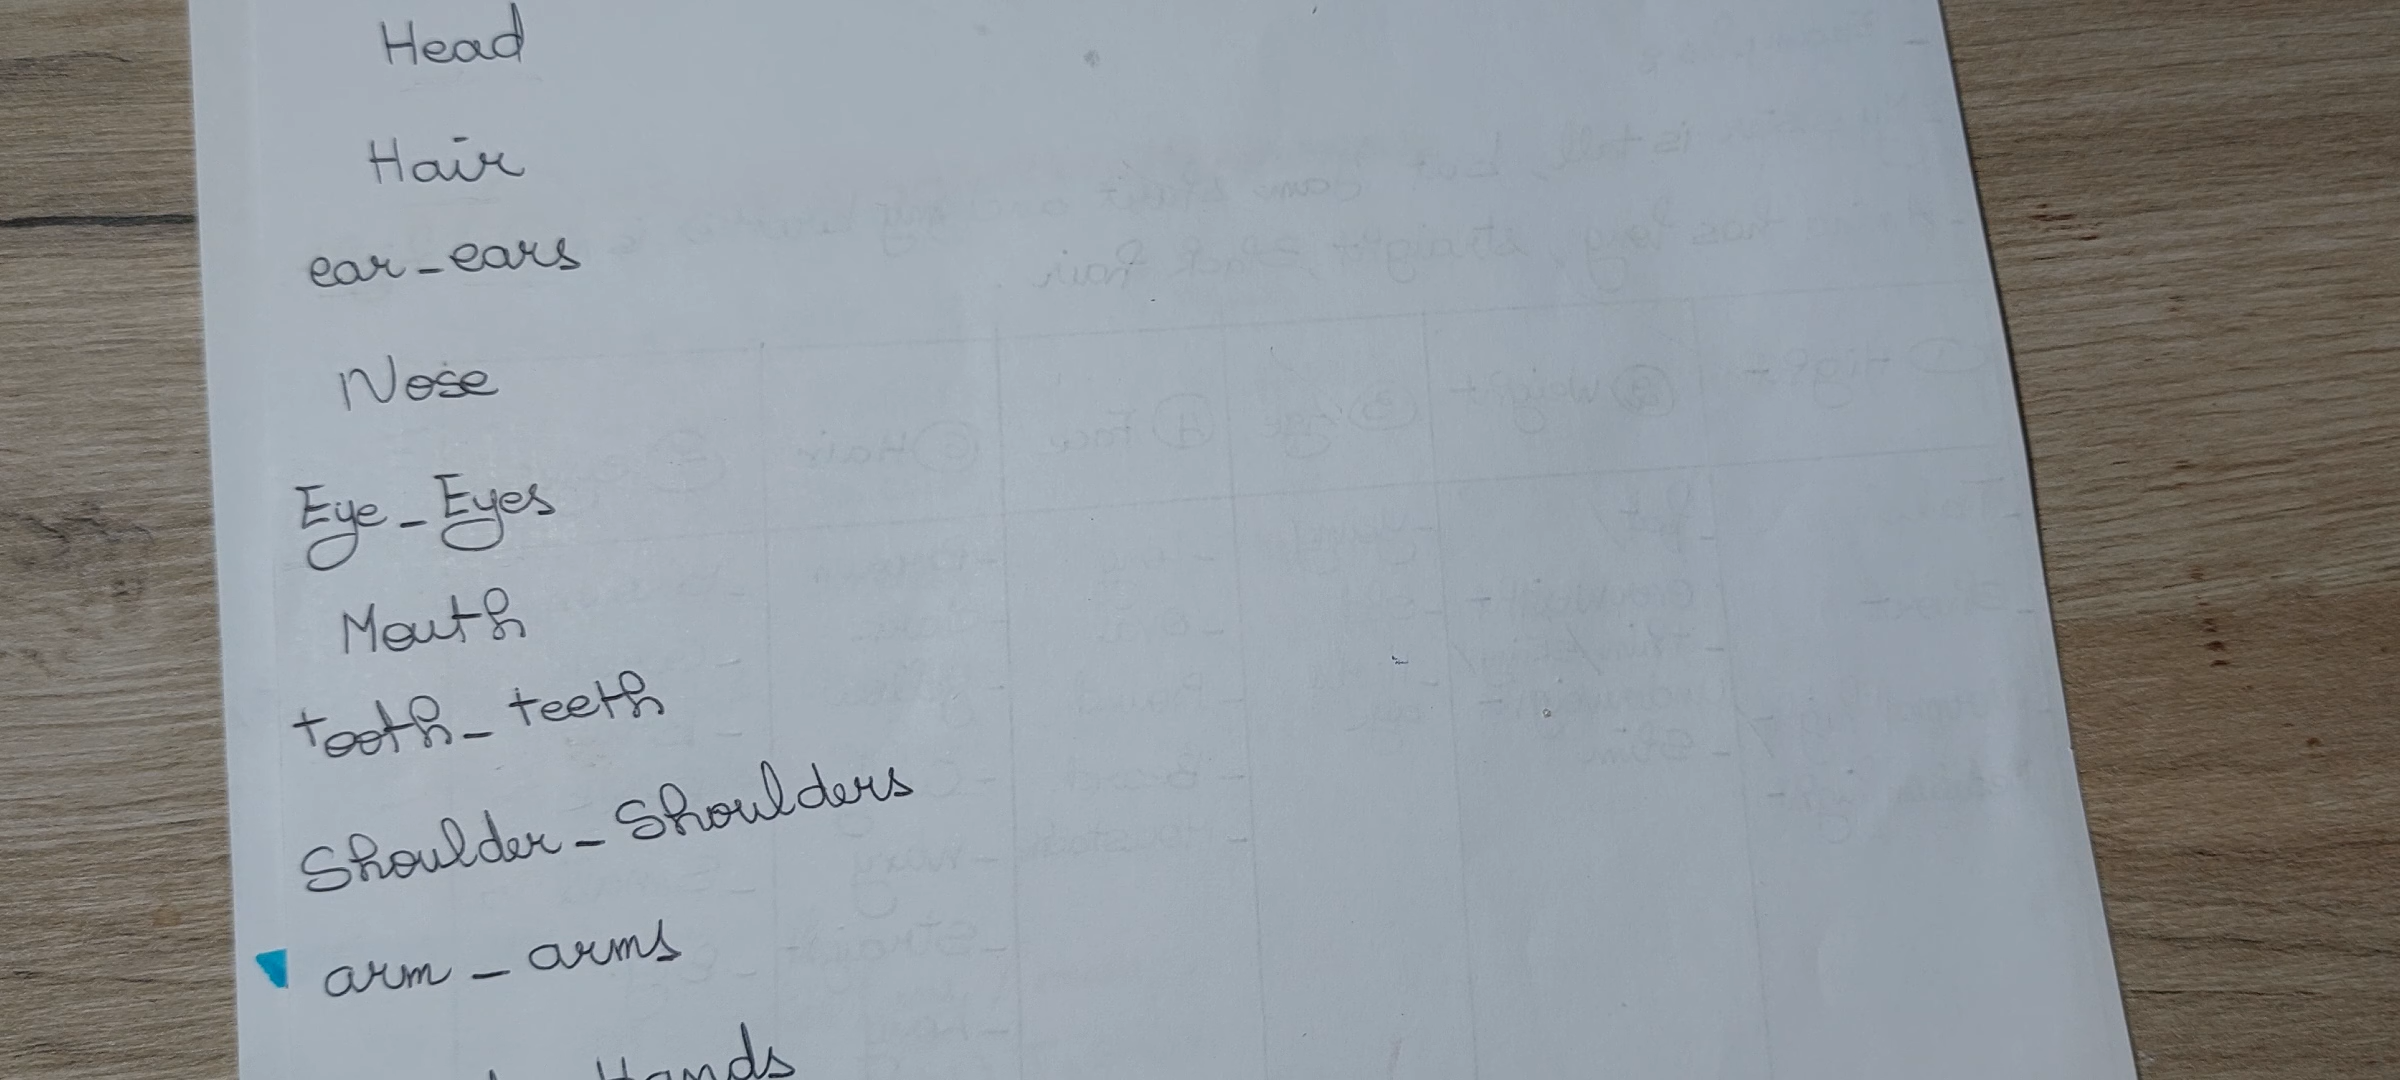 Head
Hair
ear - ears
Nose
Eye - Eyes
Mouth
tooth - teeth
Shoulder - Shoulders
arm - arms
Hands